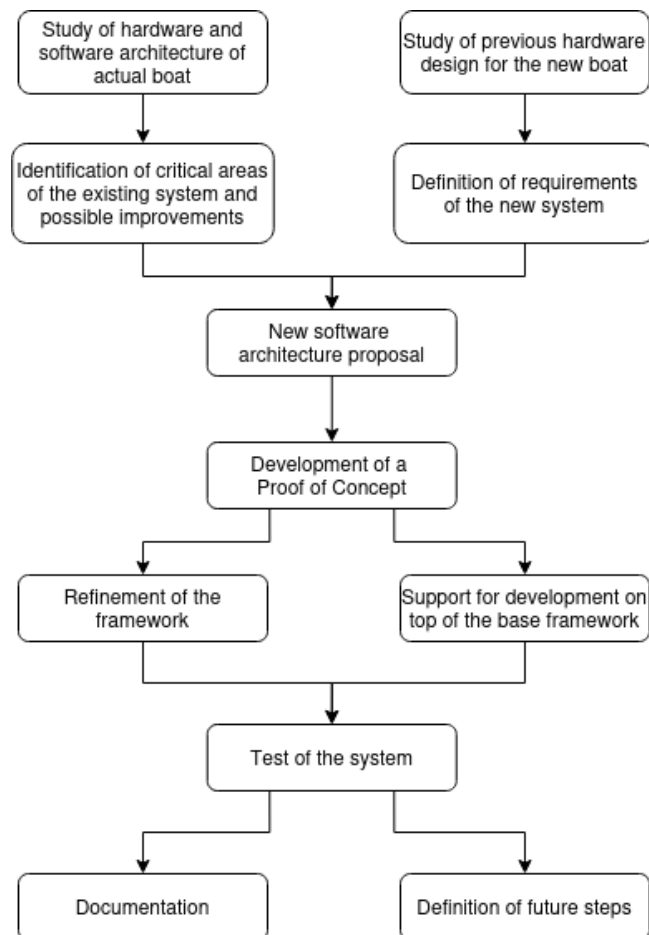 Study of hardware and
software architecture of
actual boat
Study of previous hardware
design for the new boat
Identification of critical areas
of the existing system and
possible improvements
Definition of requirements
of the new system
New software
architecture proposal
Development of a
Proof of Concept
Refinement of the
framework
Support for development on
top of the base framework
Test of the system
Documentation
Definition of future steps